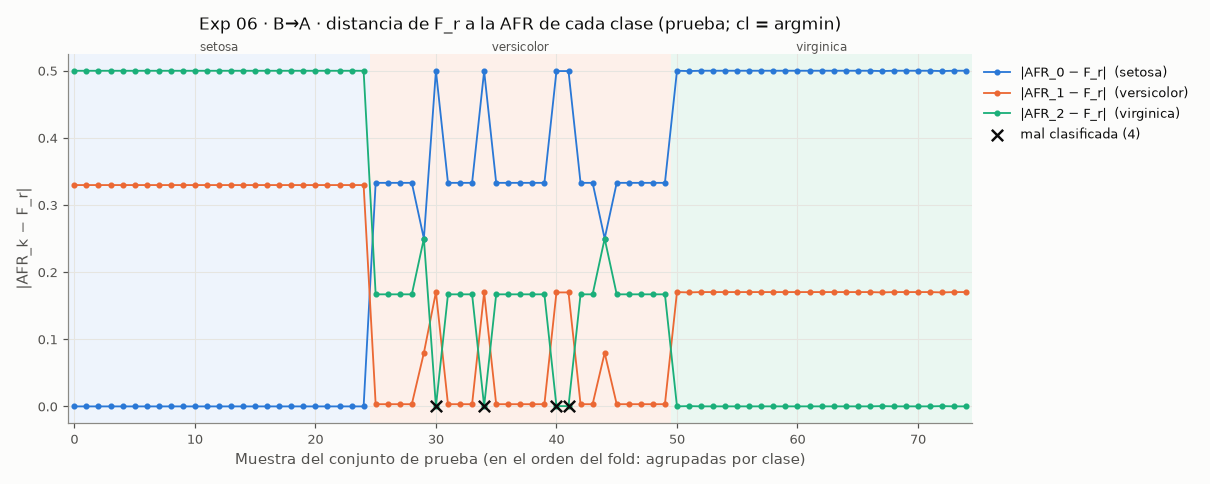 Exp 06 · B→A · distancia de F_r a la AFR de cada clase (prueba; cl = argmin)
setosa versicolor virginica
|AFR_0 − F_r| (setosa)
|AFR_1 − F_r| (versicolor)
|AFR_2 − F_r| (virginica)
mal clasificada (4)
|AFR_k − F_r|
0.5
0.4
0.3
0.2
0.1
0.0
0 10 20 30 40 50 60 70
Muestra del conjunto de prueba (en el orden del fold: agrupadas por clase)